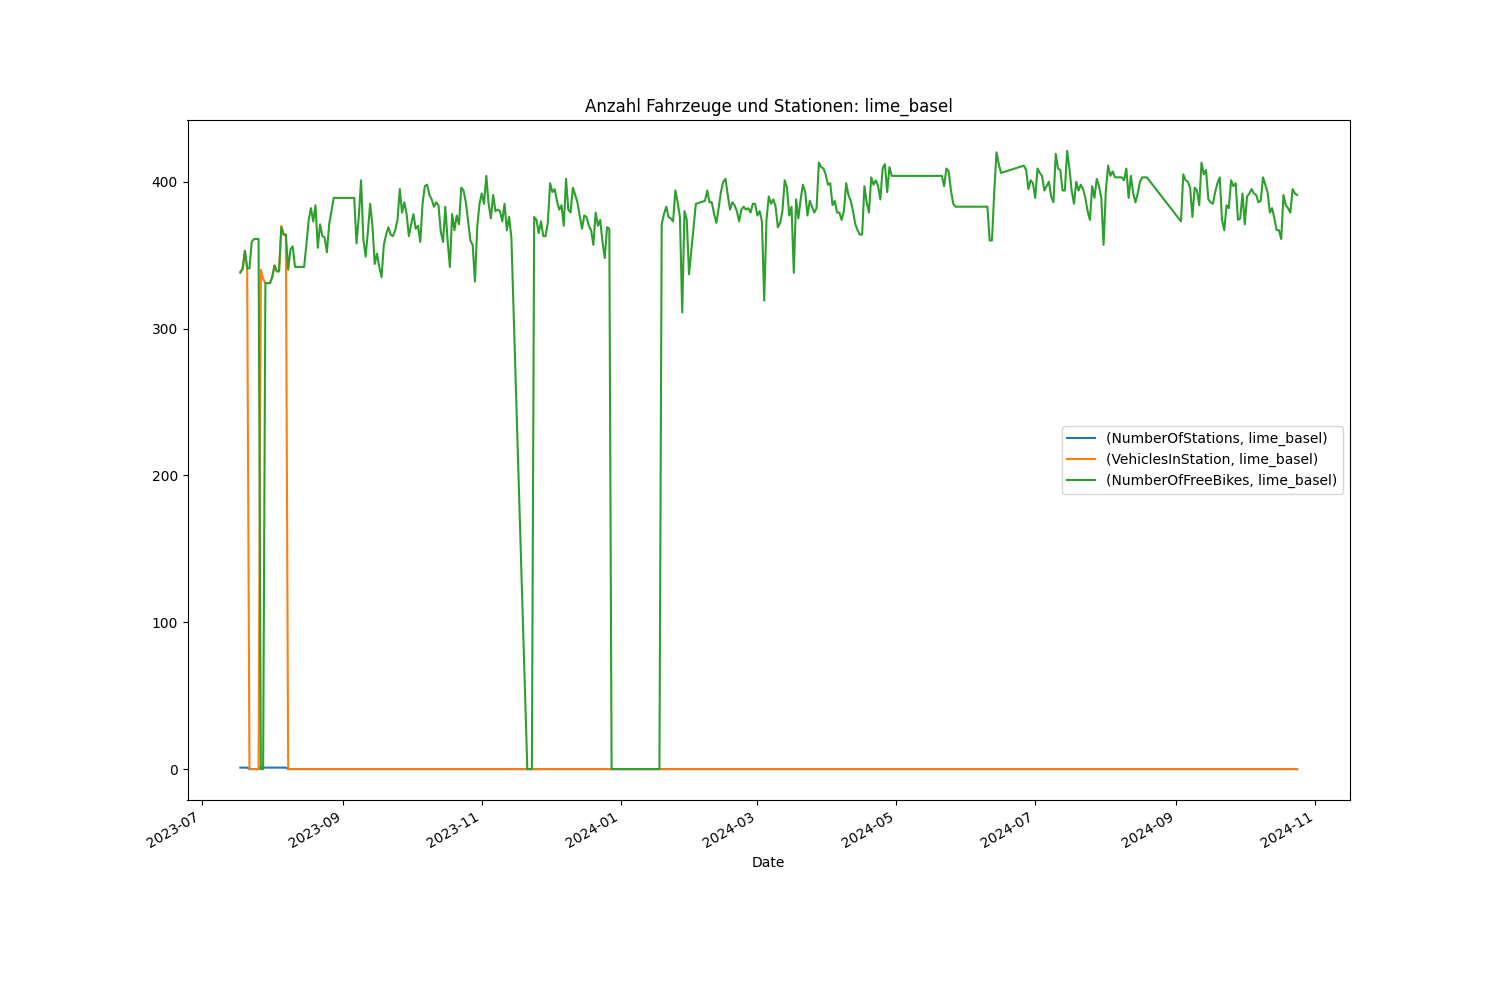 Anzahl Fahrzeuge und Stationen: lime_basel
400
300
200
100
0
(NumberOfStations, lime_basel)
(VehiclesInStation, lime_basel)
(NumberOfFreeBikes, lime_basel)
2023-07
2023-09
2023-11
2024-01
2024-03
2024-05
2024-07
2024-09
2024-11
Date